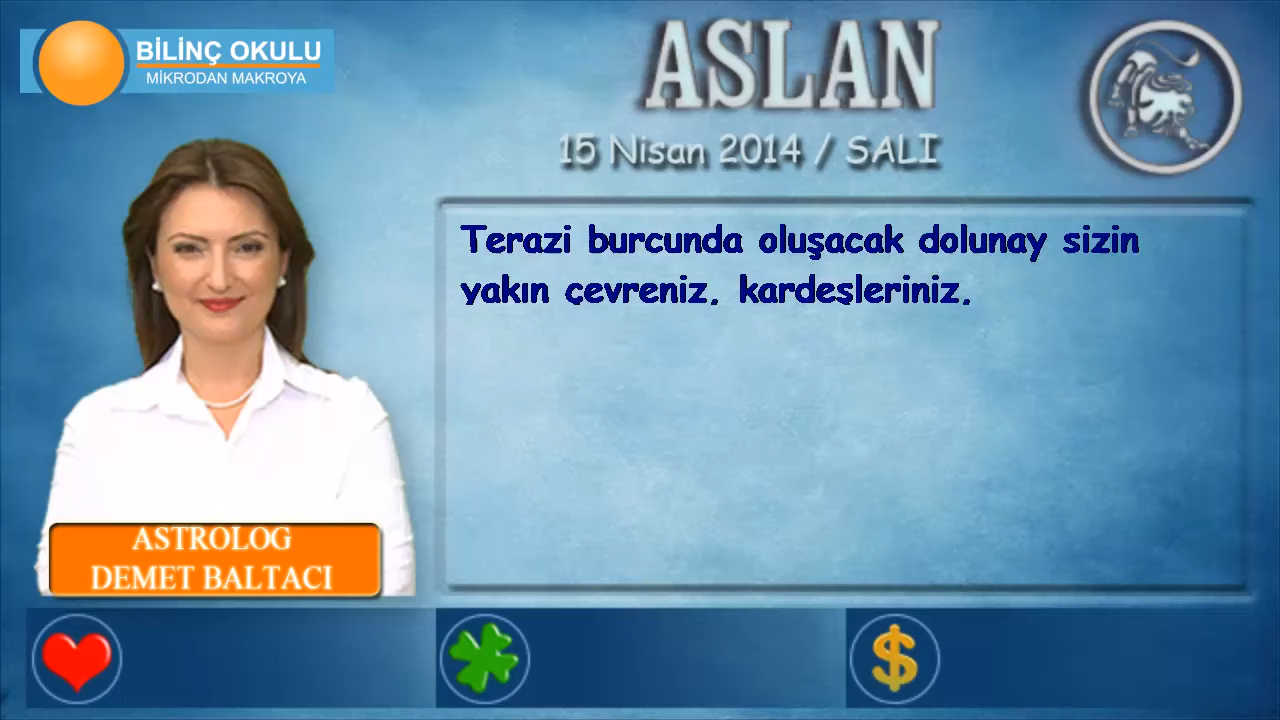 BİLİNÇ OKULU
MİKRODAN MAKROYA
ASLAN
15 Nisan 2014 / SALI
Terazi burcunda oluşacak dolunay sizin
yakın çevreniz, kardeşleriniz,
ASTROLOG
DEMET BALTACI